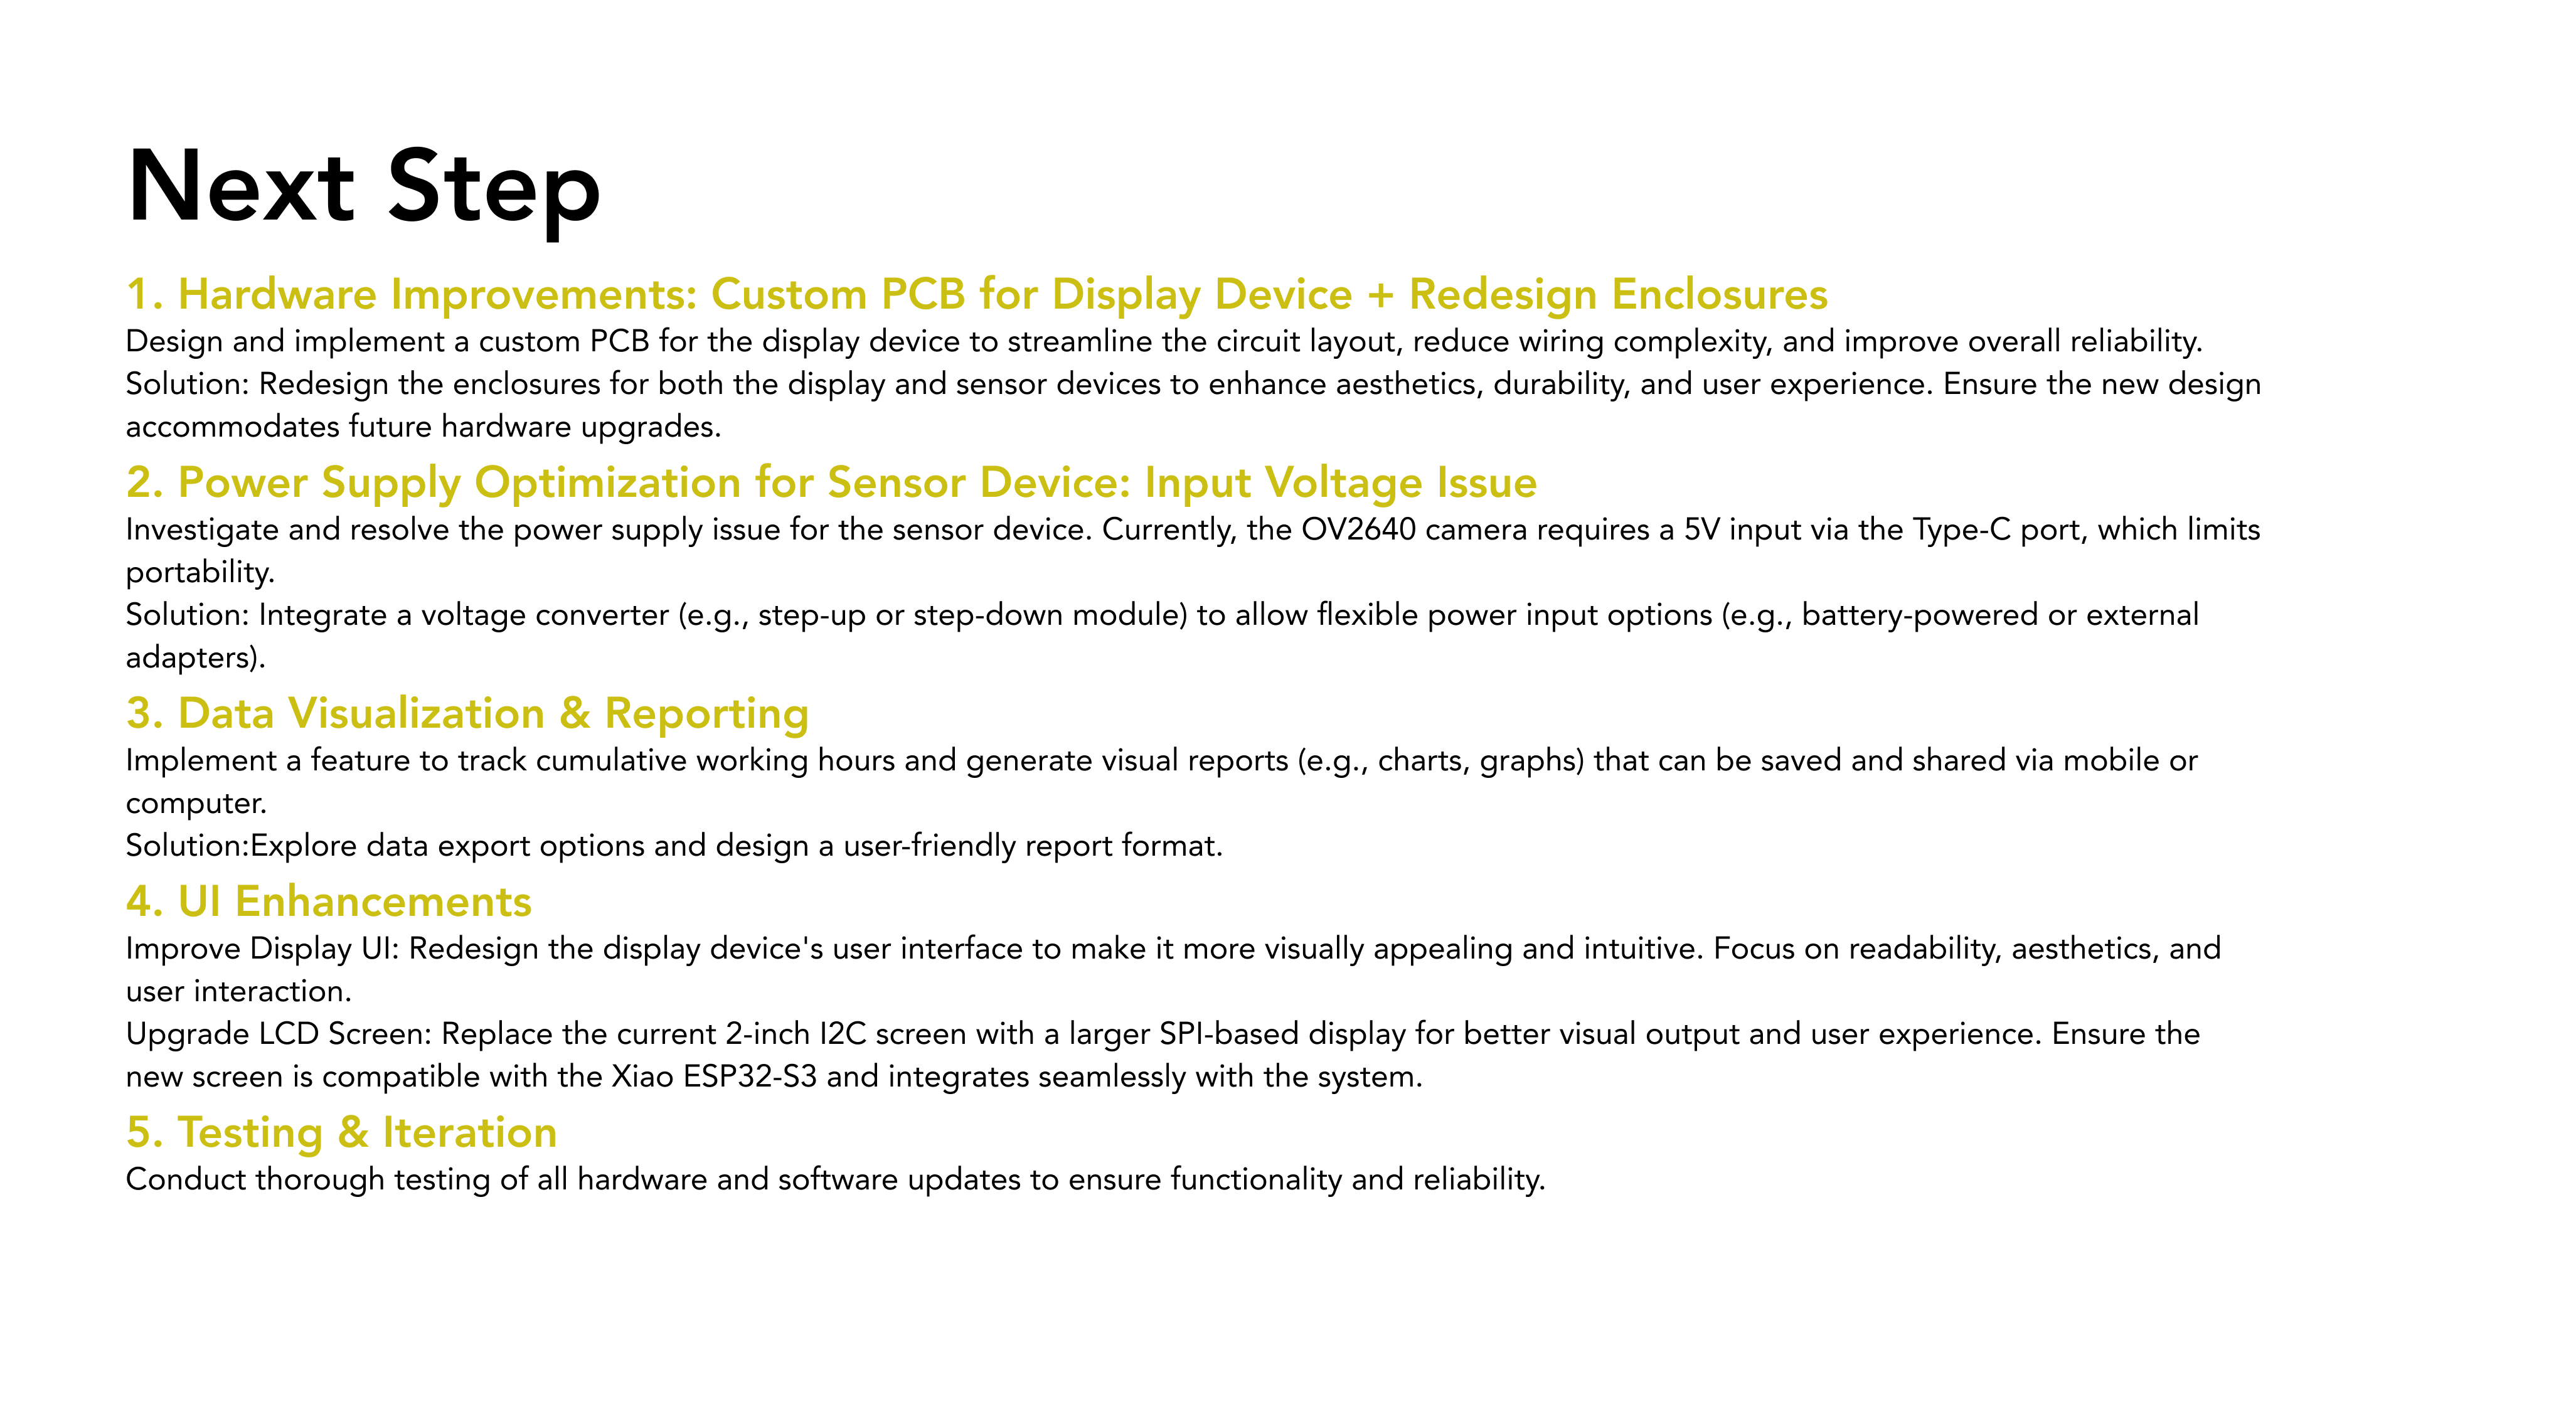 Next Step
1. Hardware Improvements: Custom PCB for Display Device + Redesign Enclosures
Design and implement a custom PCB for the display device to streamline the circuit layout, reduce wiring complexity, and improve overall reliability.
Solution: Redesign the enclosures for both the display and sensor devices to enhance aesthetics, durability, and user experience. Ensure the new design
accommodates future hardware upgrades.
2. Power Supply Optimization for Sensor Device: Input Voltage Issue
Investigate and resolve the power supply issue for the sensor device. Currently, the OV2640 camera requires a 5V input via the Type-C port, which limits
portability.
Solution: Integrate a voltage converter (e.g., step-up or step-down module) to allow flexible power input options (e.g., battery-powered or external
adapters).
3. Data Visualization & Reporting
Implement a feature to track cumulative working hours and generate visual reports (e.g., charts, graphs) that can be saved and shared via mobile or
computer.
Solution:Explore data export options and design a user-friendly report format.
4. UI Enhancements
Improve Display UI: Redesign the display device's user interface to make it more visually appealing and intuitive. Focus on readability, aesthetics, and
user interaction.
Upgrade LCD Screen: Replace the current 2-inch I2C screen with a larger SPI-based display for better visual output and user experience. Ensure the
new screen is compatible with the Xiao ESP32-S3 and integrates seamlessly with the system.
5. Testing & Iteration
Conduct thorough testing of all hardware and software updates to ensure functionality and reliability.